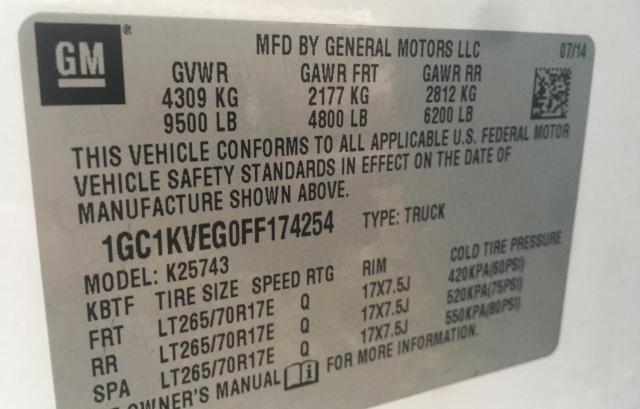 GM®
MFD BY GENERAL MOTORS LLC 07/14
GVWR GAWR FRT GAWR RR
4309 KG 2177 KG 2812 KG
9500 LB 4800 LB 6200 LB
THIS VEHICLE CONFORMS TO ALL APPLICABLE U.S. FEDERAL MOTOR
VEHICLE SAFETY STANDARDS IN EFFECT ON THE DATE OF
MANUFACTURE SHOWN ABOVE.
1GC1KVEG0FF174254 TYPE: TRUCK
MODEL: K25743
KBTF TIRE SIZE SPEED RTG RIM COLD TIRE PRESSURE
FRT LT265/70R17E Q 17X7.5J 420KPA(60PSI)
RR LT265/70R17E Q 17X7.5J 520KPA(75PSI)
SPA LT265/70R17E Q 17X7.5J 550KPA(80PSI)
OWNER'S MANUAL FOR MORE INFORMATION.